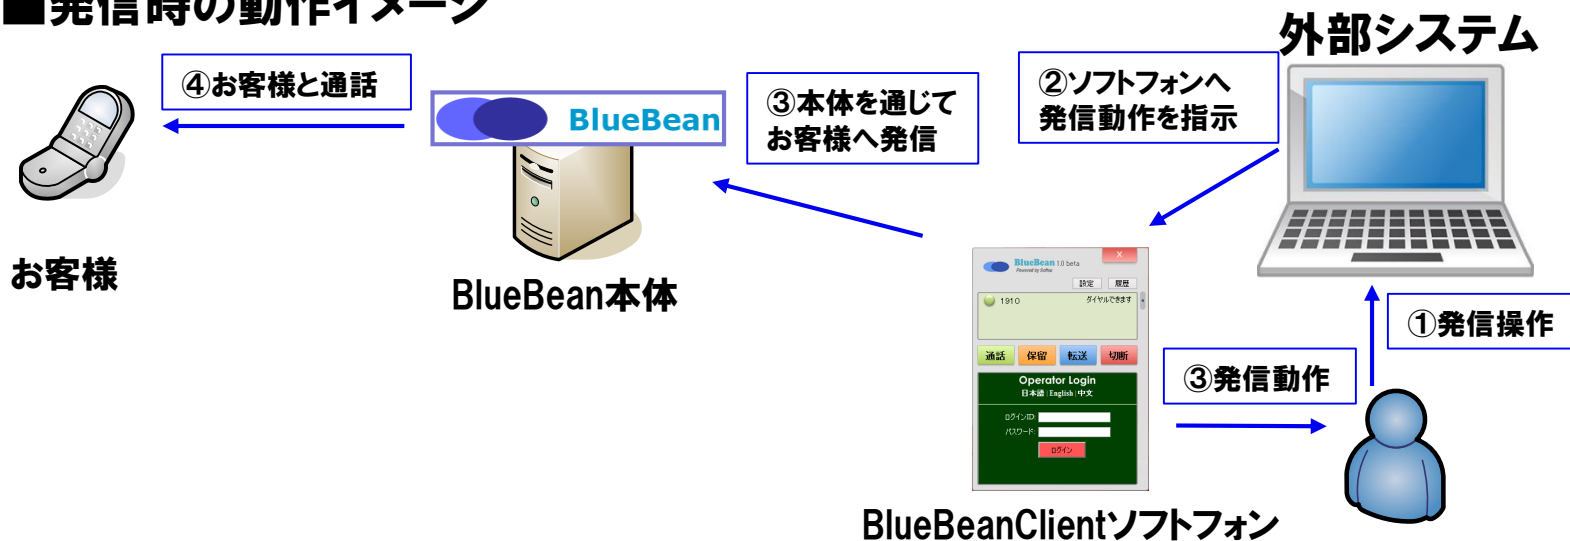 ■発信時の動作イメージ
外部システム
④お客様と通話
BlueBean
③本体を通じて
お客様へ発信
②ソフトフォンへ
発信動作を指示
お客様
BlueBean本体
BlueBean 1.0 beta
Powered by Softsu
X
設定
履歴
1910
ダイヤルできます
通話
保留
転送
切断
Operator Login
日本語 | English | 中文
ログインID:
パスワード:
ログイン
①発信操作
③発信動作
BlueBeanClientソフトフォン